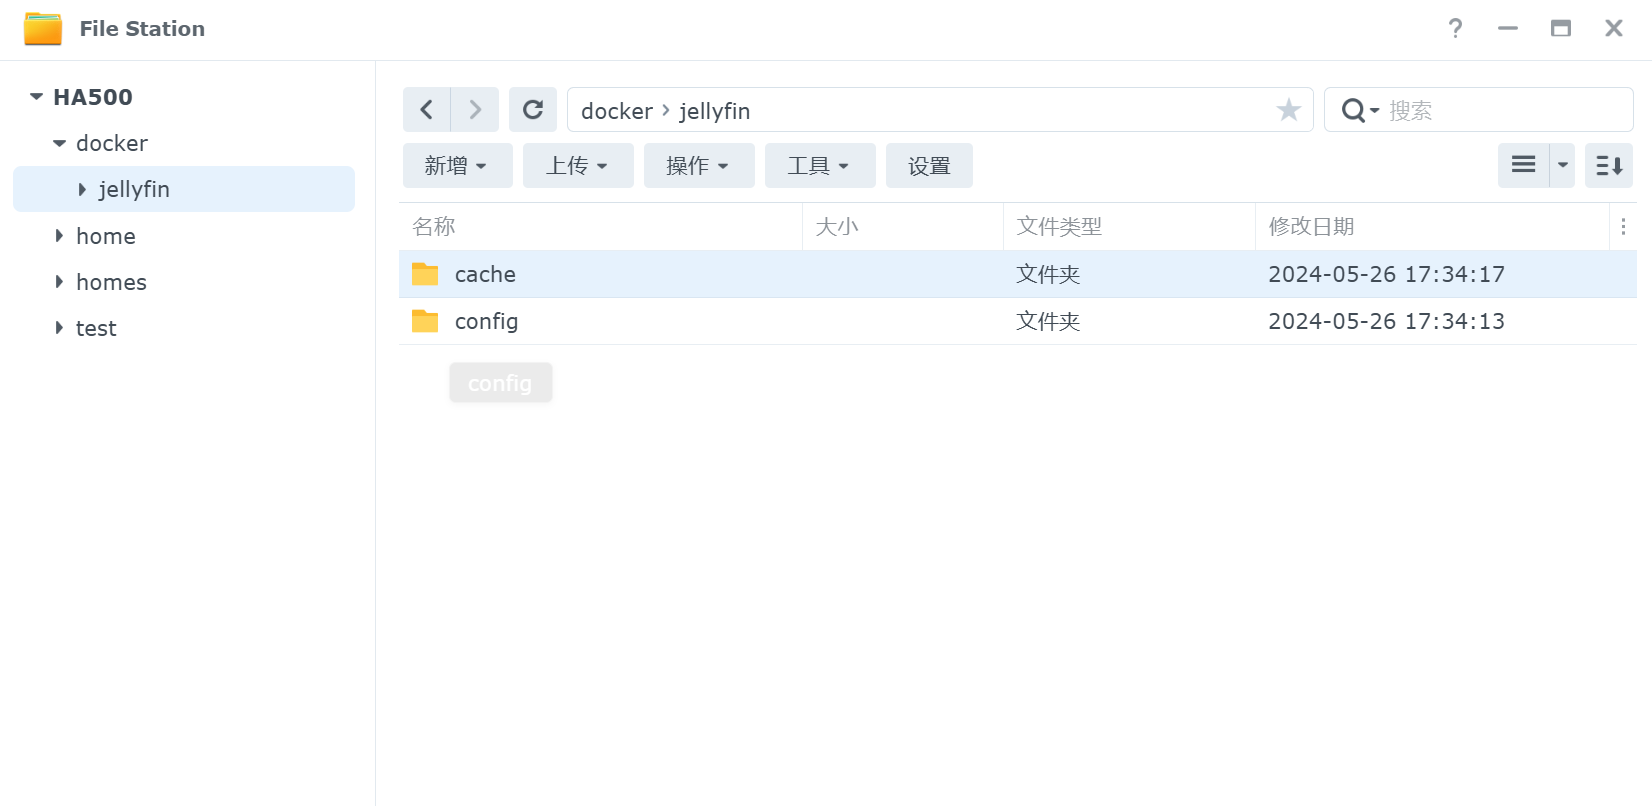 File Station
HA500
docker
jellyfin
home
homes
test
docker › jellyfin
搜索
新增 上传 操作 工具 设置
名称 大小 文件类型 修改日期
cache 文件夹 2024-05-26 17:34:17
config 文件夹 2024-05-26 17:34:13
config